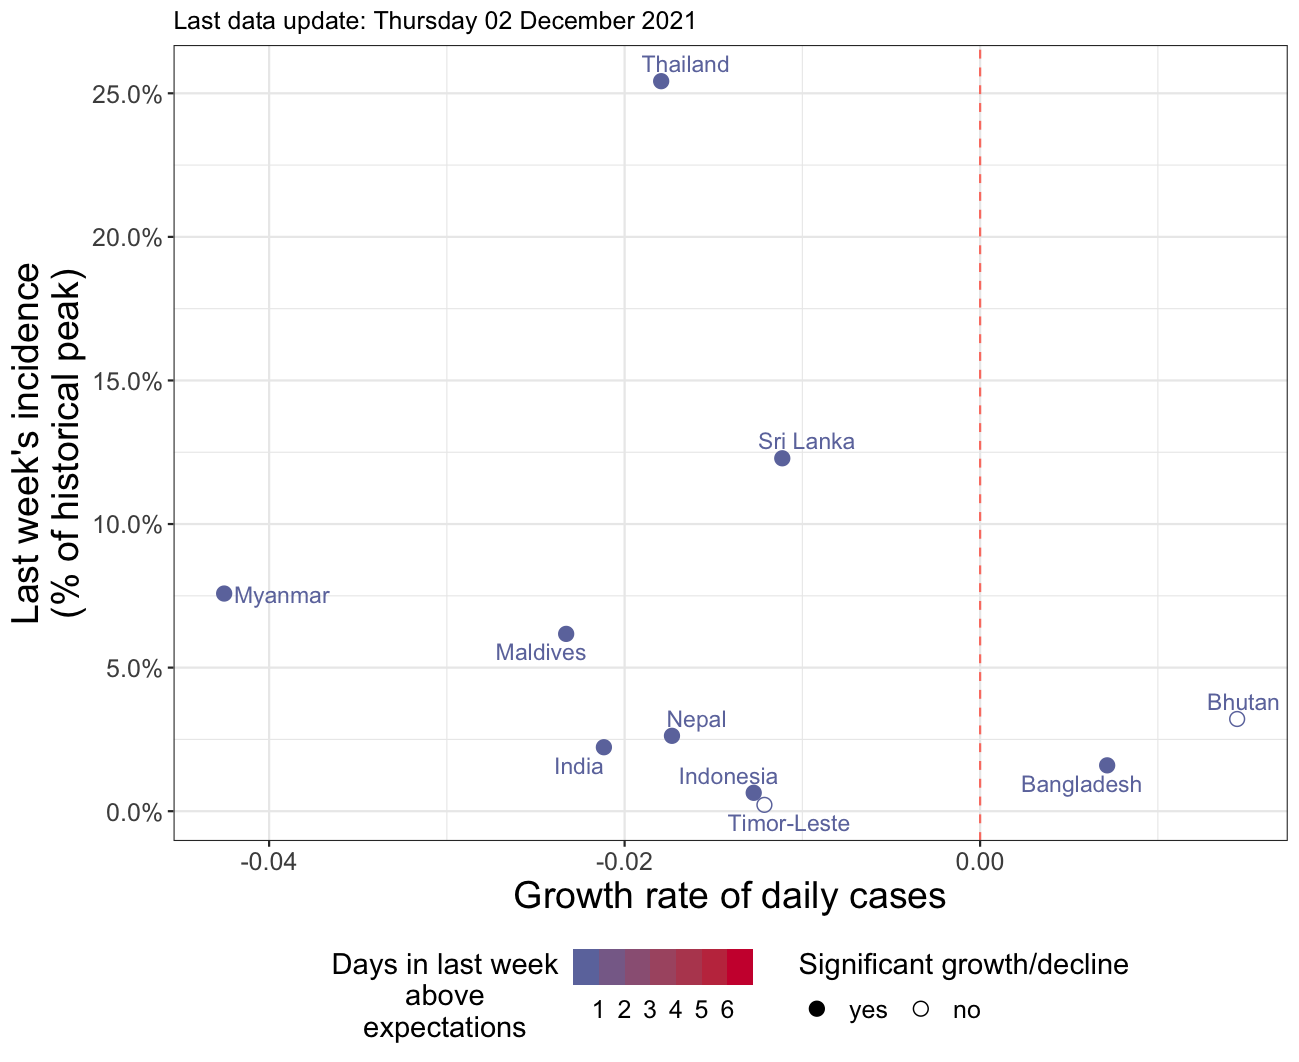 Last data update: Thursday 02 December 2021
Last week's incidence
(% of historical peak)
25.0%
20.0%
15.0%
10.0%
5.0%
0.0%
Thailand
Sri Lanka
Myanmar
Maldives
Bhutan
Nepal
India
Indonesia
Bangladesh
Timor-Leste
-0.04 -0.02 0.00
Growth rate of daily cases
Days in last week
above
expectations
1 2 3 4 5 6
Significant growth/decline
yes no